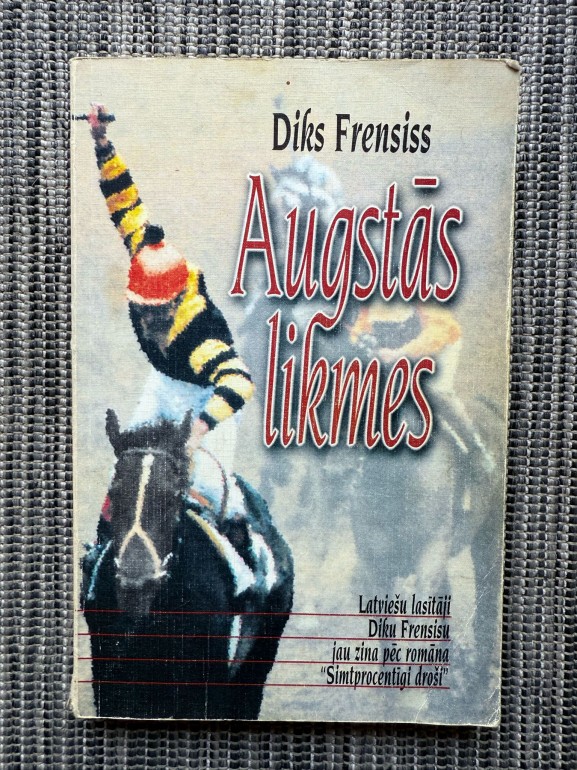 Diks Frensiss
Augstās
likmes
Latviešu lasītāji
Diku Frensisu
jau zina pēc romāna
"Simtprocentīgi droši"